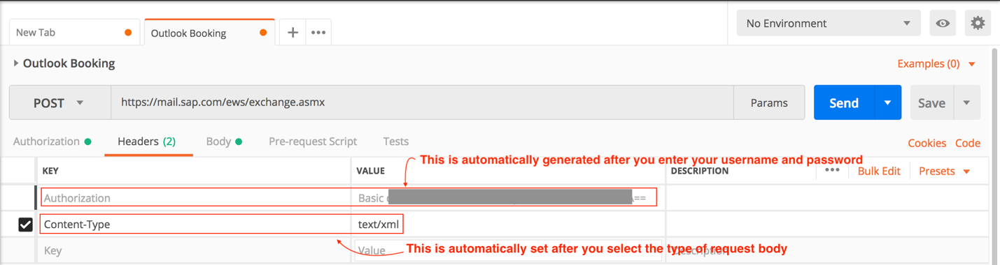 New Tab Outlook Booking + ••• No Environment
Outlook Booking Examples (0)
POST https://mail.sap.com/ews/exchange.asmx Params Send Save
Authorization Headers (2) Body Pre-request Script Tests Cookies Code
This is automatically generated after you enter your username and password
KEY VALUE DESCRIPTION ••• Bulk Edit Presets
Authorization Basic ==
Content-Type text/xml
Key Value Description
This is automatically set after you select the type of request body